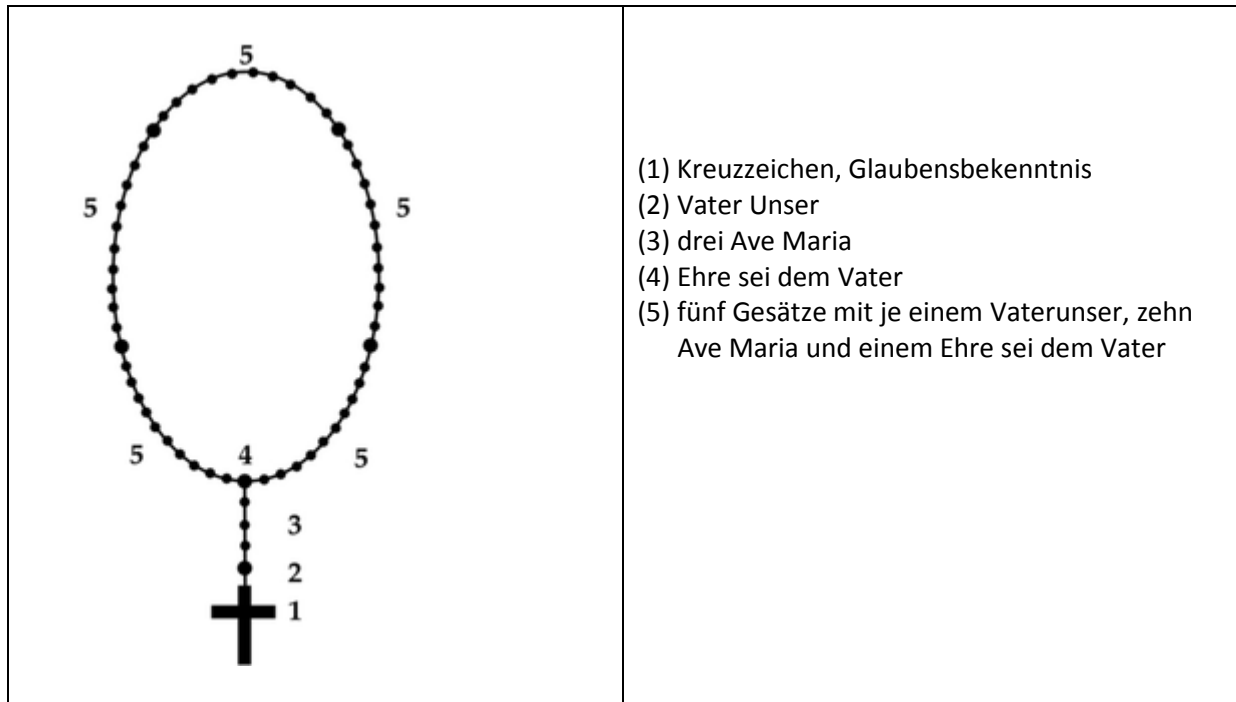 5
5
5
5
4
5
3
2
1
(1) Kreuzzeichen, Glaubensbekenntnis
(2) Vater Unser
(3) drei Ave Maria
(4) Ehre sei dem Vater
(5) fünf Gesätze mit je einem Vaterunser, zehn
Ave Maria und einem Ehre sei dem Vater